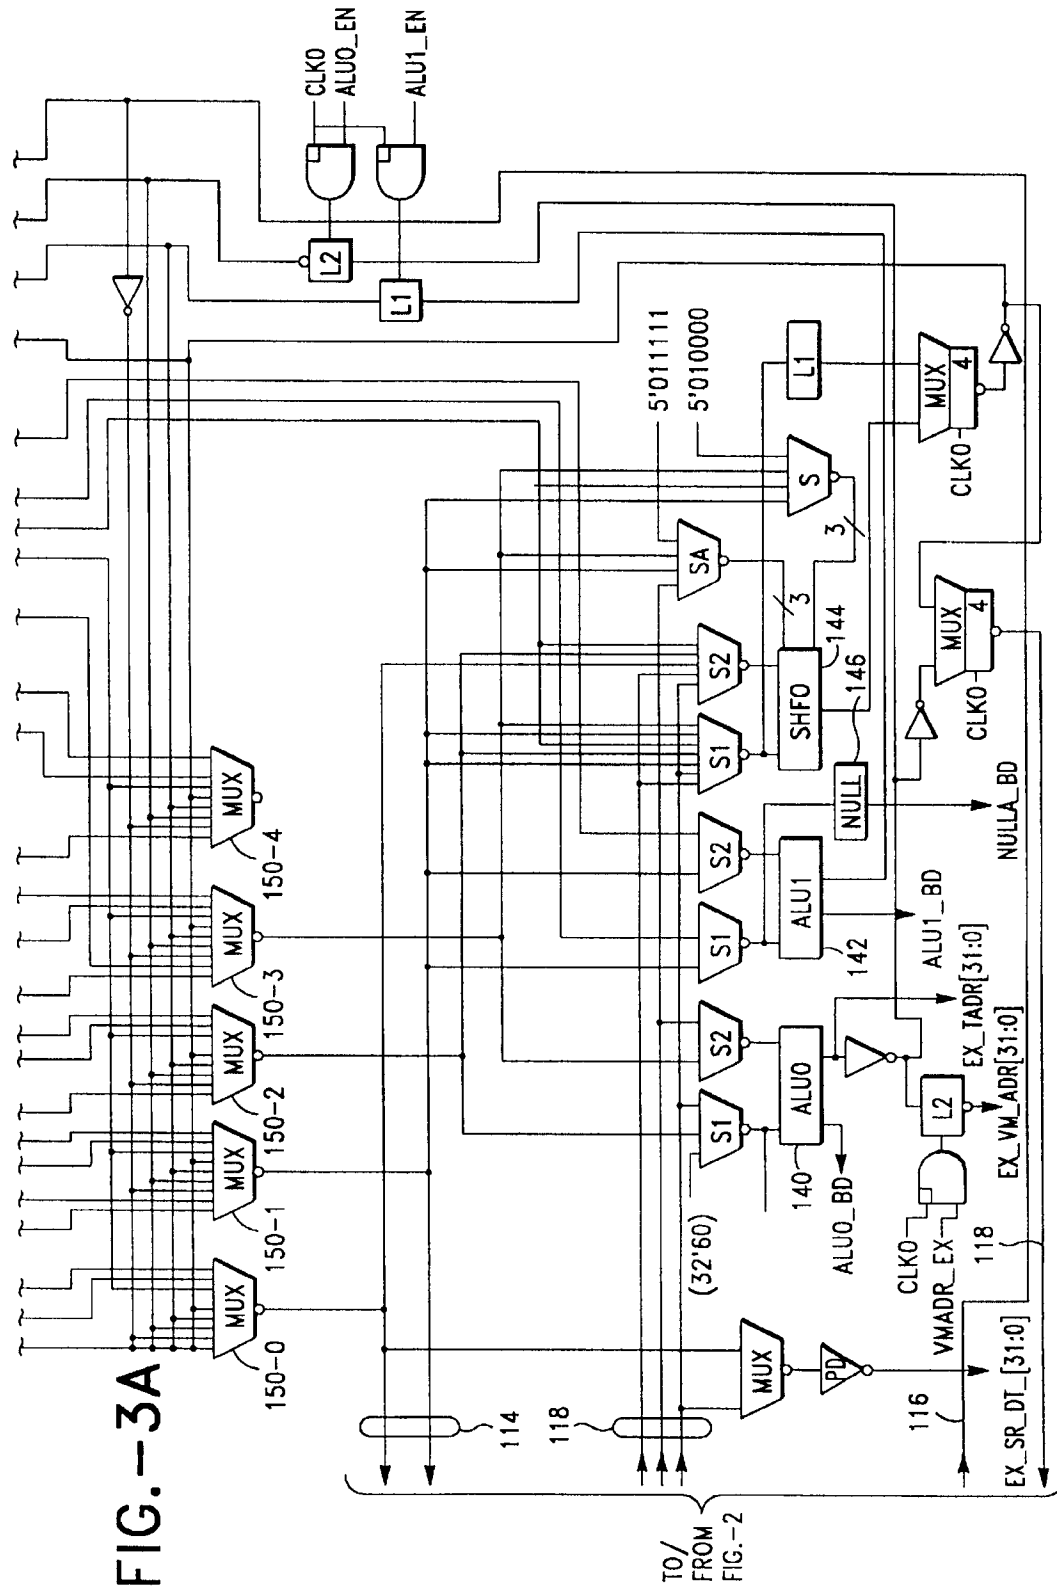 FIG.-3A
CLK0
ALU0_EN
ALU1_EN
L2
L1
MUX
150-0
MUX
150-1
MUX
150-2
MUX
150-3
MUX
150-4
114
118
5'011111
5'010000
(32'60)
S1
S2
S1
S2
S1
S2
SA
S
3
3
L1
MUX
PD
ALU0
140
ALU1
142
SHF0
144
NULL
146
MUX
4
CLK0
MUX
4
CLK0
ALU0_BD
ALU1_BD
NULLA_BD
EX_TADR[31:0]
L2
EX_VM_ADR[31:0]
CLK0
VMADR_EX
116
118
EX_SR_DT_[31:0]
TO/
FROM
FIG.-2